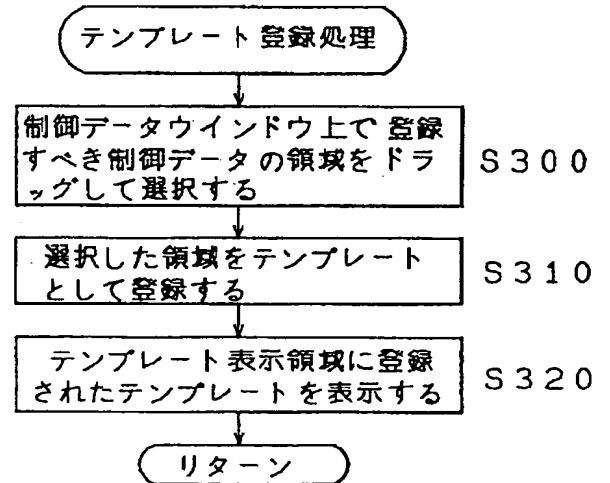 テンプレート登録処理
制御データウインドウ上で登録
すべき制御データの領域をドラ
ッグして選択する
S300
選択した領域をテンプレート
として登録する
S310
テンプレート表示領域に登録
されたテンプレートを表示する
S320
リターン